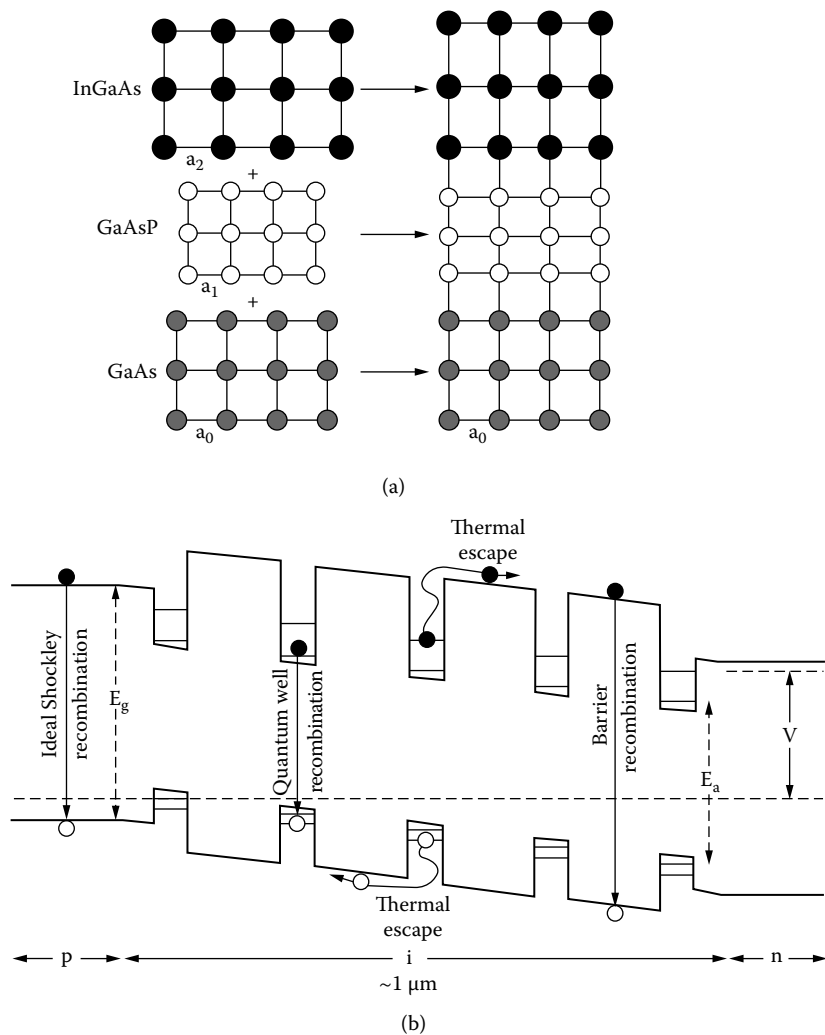 InGaAs
a2
+
GaAsP
a1
+
GaAs
a0
a0
(a)
Thermal
escape
Ideal Shockley
recombination
Eg
Quantum well
recombination
Barrier
recombination
V
Ea
Thermal
escape
p
i
n
~1 μm
(b)